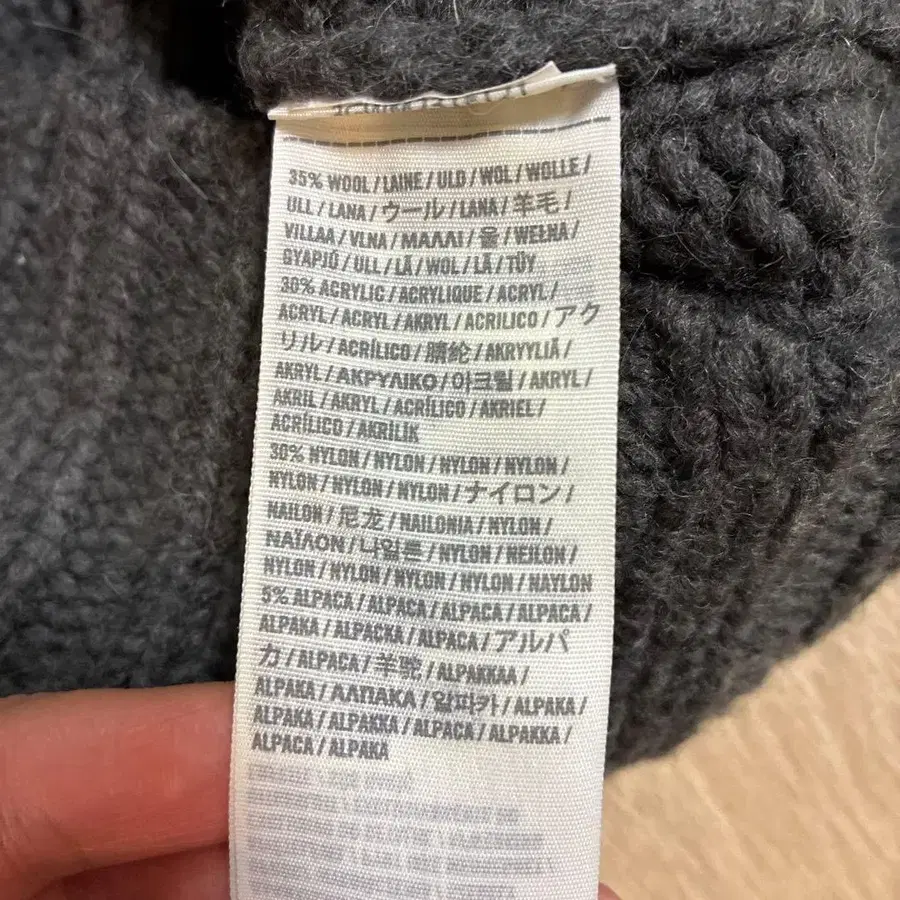 35% WOOL / LAINE / ULD / WOL / WOLLE /
ULL / LANA / ウール / LANA / 羊毛 /
VILLAA / VLNA / ΜΑΛΛΙ / 울 / WEŁNA /
GYAPJÚ / ULL / LÃ / WOL / LÃ / TÜY
30% ACRYLIC / ACRYLIQUE / ACRYL /
ACRYL / ACRYL / AKRYL / ACRILICO / アク
リル / ACRÍLICO / 腈纶 / AKRYYLIÄ /
AKRYL / ΑΚΡΥΛΙΚΟ / 아크릴 / AKRYL /
AKRIL / AKRYL / ACRÍLICO / AKRIEL /
ACRÍLICO / AKRİLİK
30% NYLON / NYLON / NYLON / NYLON /
NYLON / NYLON / NYLON / ナイロン /
NAILON / 尼龙 / NAILONIA / NYLON /
ΝΑΪΛΟΝ / 나일론 / NYLON / NEJLON /
NYLON / NYLON / NYLON / NYLON / NAYLON
5% ALPACA / ALPACA / ALPACA / ALPACA /
ALPAKA / ALPACKA / ALPACA / アルパ
カ / ALPACA / 羊驼 / ALPAKKAA /
ALPAKA / ΑΛΠΑΚΑ / 알파카 / ALPAKA /
ALPAKA / ALPAKKA / ALPACA / ALPAKKA /
ALPACA / ALPAKA